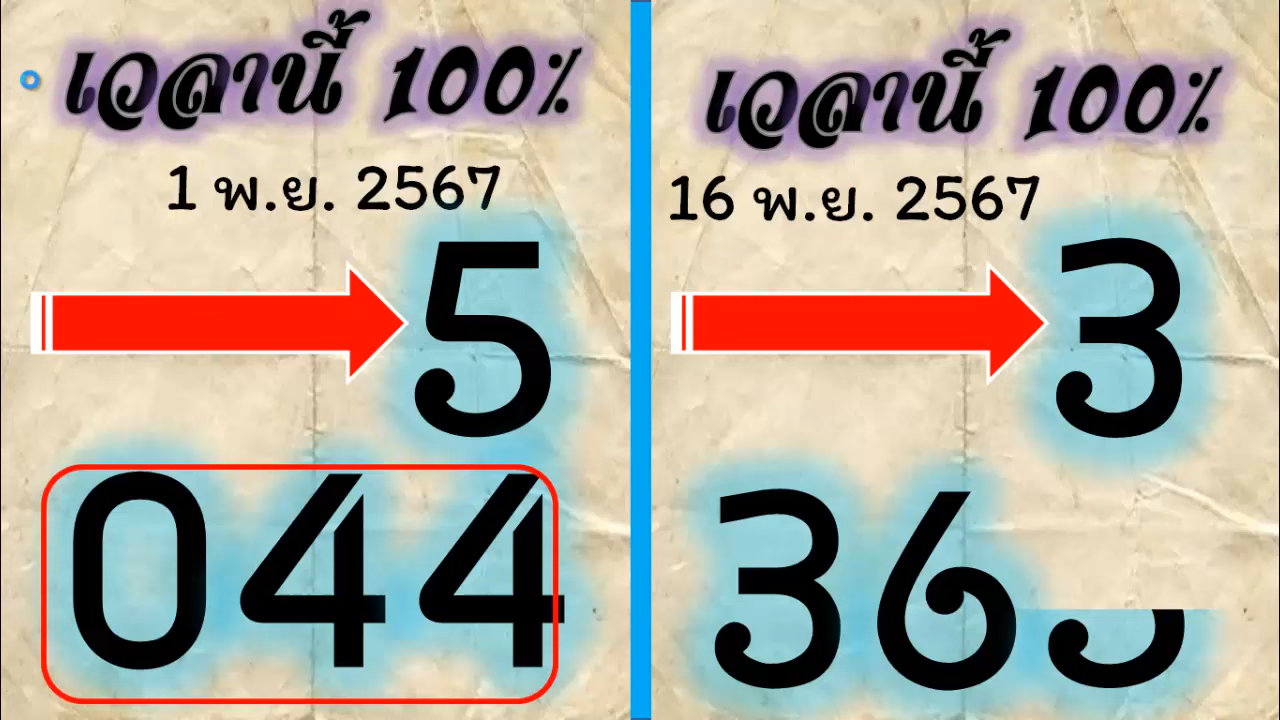 เวลานี้ 100%
1 พ.ย. 2567
5
044
เวลานี้ 100%
16 พ.ย. 2567
3
36